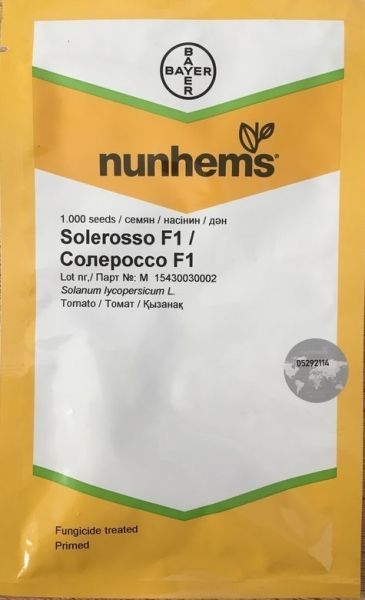 BAYER
BAYER
nunhems®
1.000 seeds / семян / насінин / дән
Solerosso F1 /
Солероссо F1
Lot nr,/ Парт №: M 15430030002
Solanum lycopersicum L.
Tomato / Томат / Қызанақ
05292114
Fungicide treated
Primed